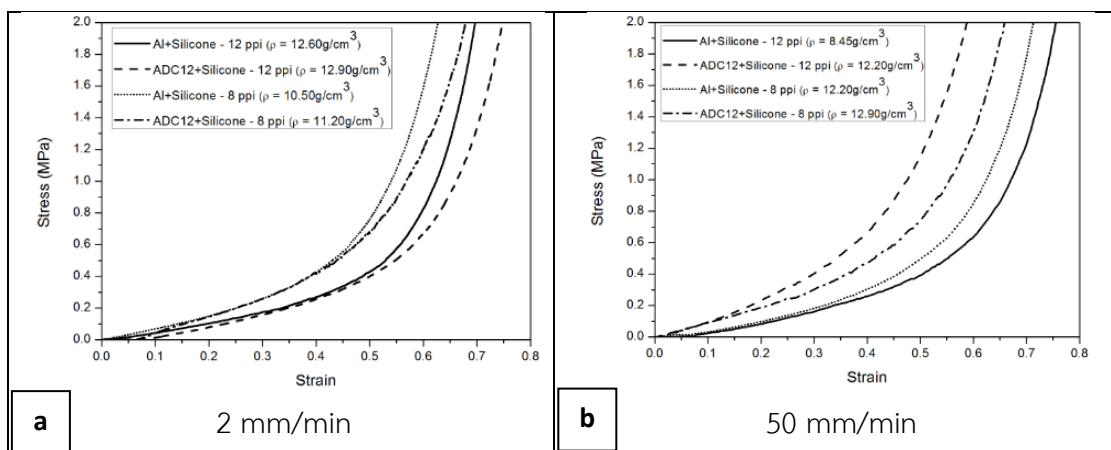 2.0
1.8
1.6
1.4
1.2
1.0
0.8
0.6
0.4
0.2
0.0
Stress (MPa)
Al+Silicone - 12 ppi (ρ = 12.60g/cm³)
ADC12+Silicone - 12 ppi (ρ = 12.90g/cm³)
Al+Silicone - 8 ppi (ρ = 10.50g/cm³)
ADC12+Silicone - 8 ppi (ρ = 11.20g/cm³)
0.0 0.1 0.2 0.3 0.4 0.5 0.6 0.7 0.8
Strain
a
2 mm/min
2.0
1.8
1.6
1.4
1.2
1.0
0.8
0.6
0.4
0.2
0.0
Stress (MPa)
Al+Silicone - 12 ppi (ρ = 8.45g/cm³)
ADC12+Silicone - 12 ppi (ρ = 12.20g/cm³)
Al+Silicone - 8 ppi (ρ = 12.20g/cm³)
ADC12+Silicone - 8 ppi (ρ = 12.90g/cm³)
0.0 0.1 0.2 0.3 0.4 0.5 0.6 0.7 0.8
Strain
b
50 mm/min